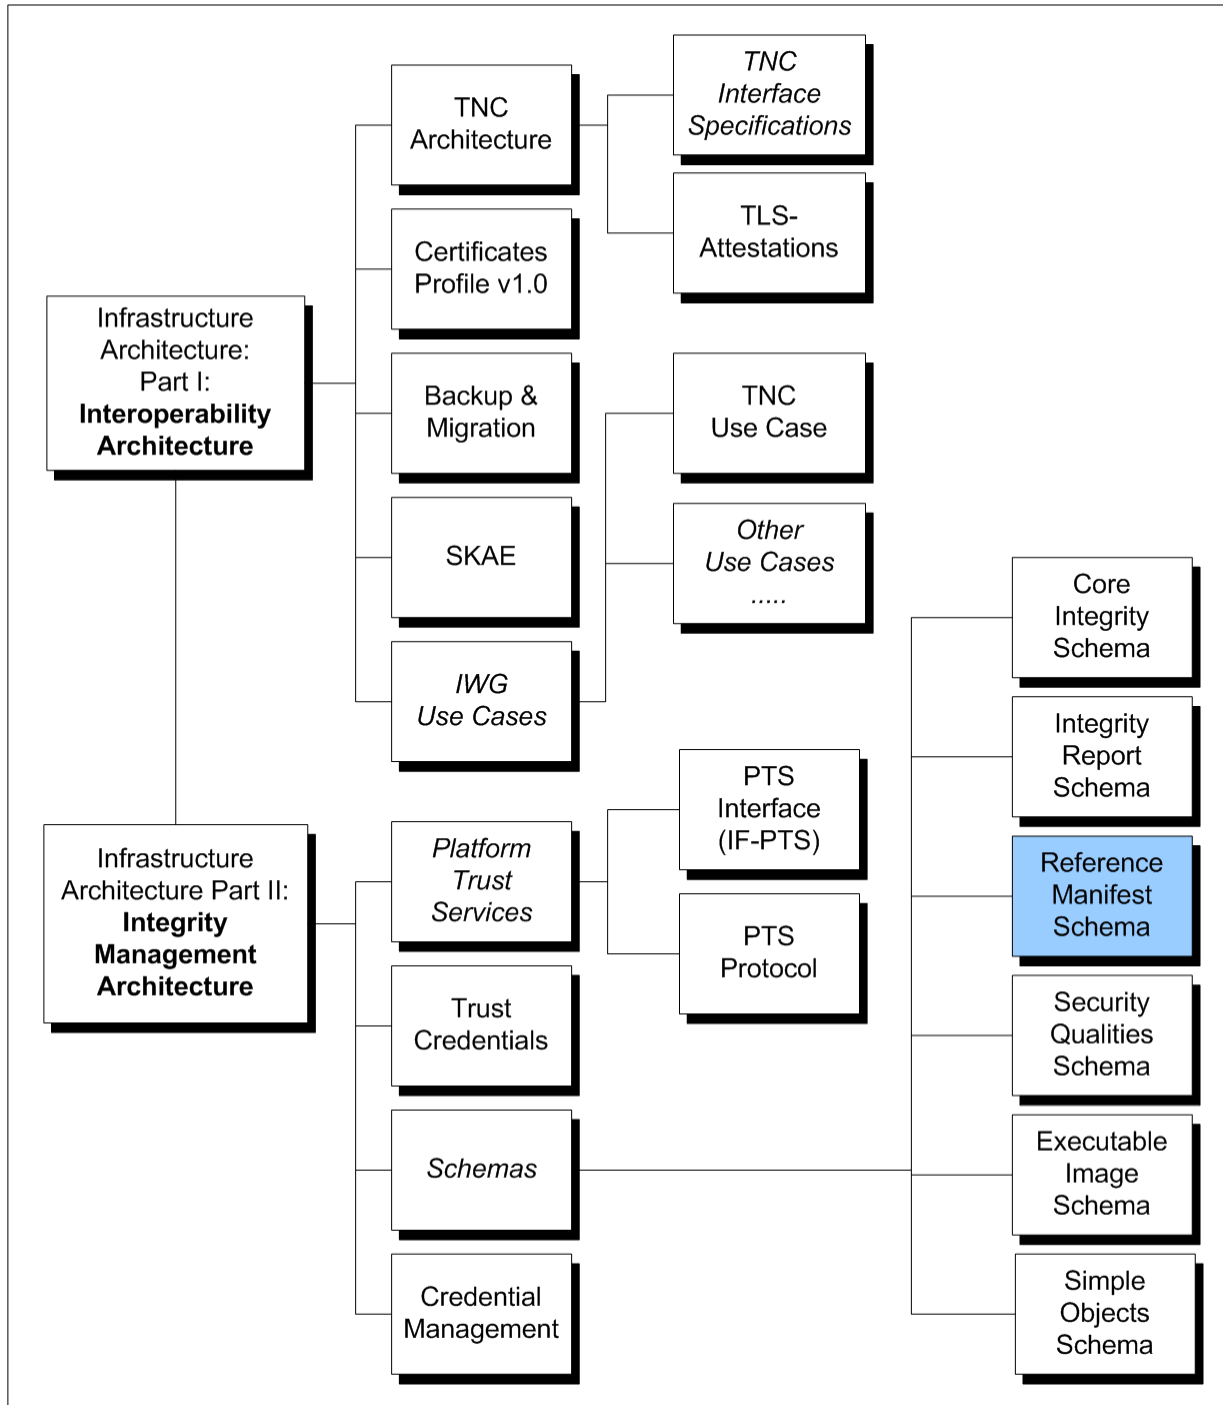 Infrastructure
Architecture:
Part I:
Interoperability
Architecture
TNC
Architecture
TNC
Interface
Specifications
TLS-
Attestations
Certificates
Profile v1.0
Backup &
Migration
SKAE
IWG
Use Cases
TNC
Use Case
Other
Use Cases
.....
Infrastructure
Architecture Part II:
Integrity
Management
Architecture
Platform
Trust
Services
PTS
Interface
(IF-PTS)
PTS
Protocol
Trust
Credentials
Schemas
Credential
Management
Core
Integrity
Schema
Integrity
Report
Schema
Reference
Manifest
Schema
Security
Qualities
Schema
Executable
Image
Schema
Simple
Objects
Schema